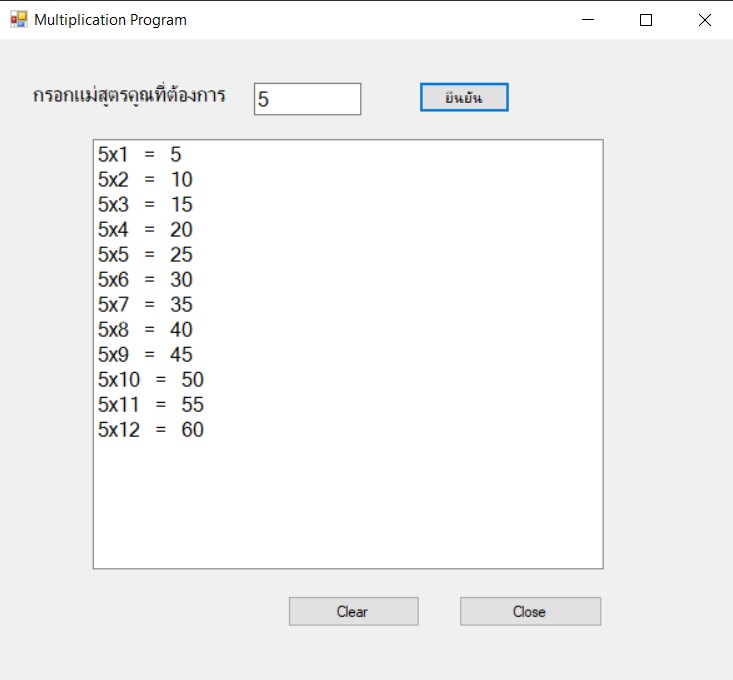 Multiplication Program
กรอกแม่สูตรคูณที่ต้องการ 5 ยืนยัน
5x1 = 5
5x2 = 10
5x3 = 15
5x4 = 20
5x5 = 25
5x6 = 30
5x7 = 35
5x8 = 40
5x9 = 45
5x10 = 50
5x11 = 55
5x12 = 60
Clear Close